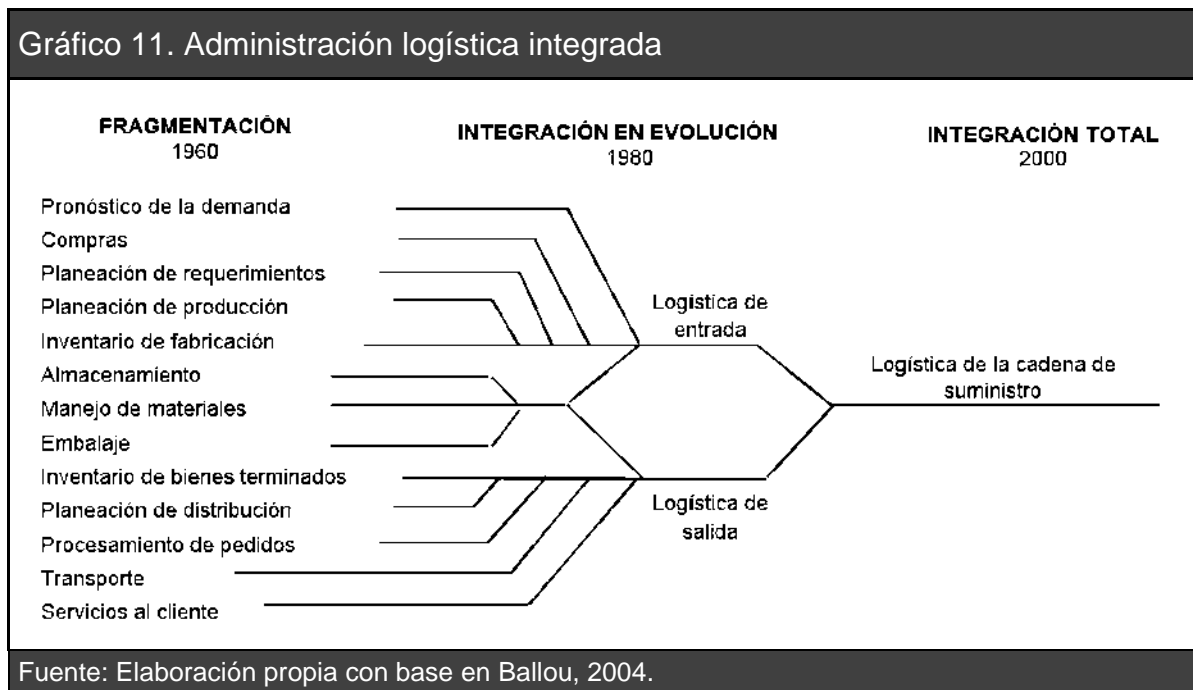 Gráfico 11. Administración logística integrada
FRAGMENTACIÓN
1960
INTEGRACIÓN EN EVOLUCIÓN
1980
INTEGRACIÓN TOTAL
2000
Pronóstico de la demanda
Compras
Planeación de requerimientos
Planeación de producción
Inventario de fabricación
Almacenamiento
Manejo de materiales
Embalaje
Inventario de bienes terminados
Planeación de distribución
Procesamiento de pedidos
Transporte
Servicios al cliente
Logística de
entrada
Logística de
salida
Logística de la cadena de
suministro
Fuente: Elaboración propia con base en Ballou, 2004.